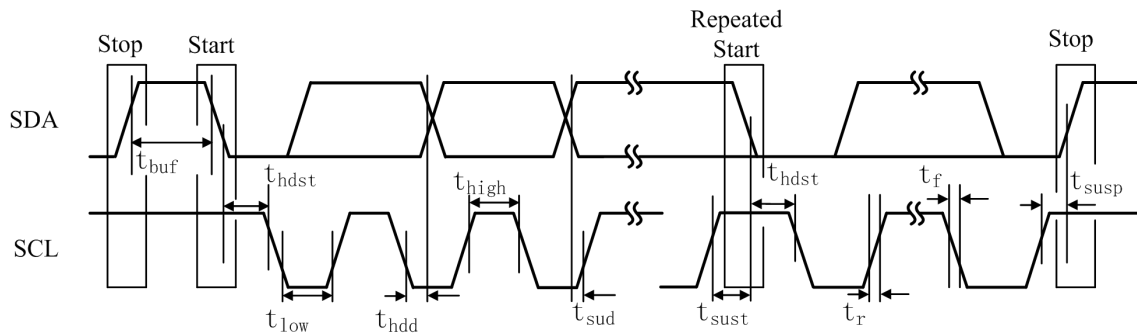 Repeated
Stop Start Start Stop
SDA
t_buf t_hdst t_high t_hdst t_f t_susp
SCL
t_low t_hdd t_sud t_sust t_r